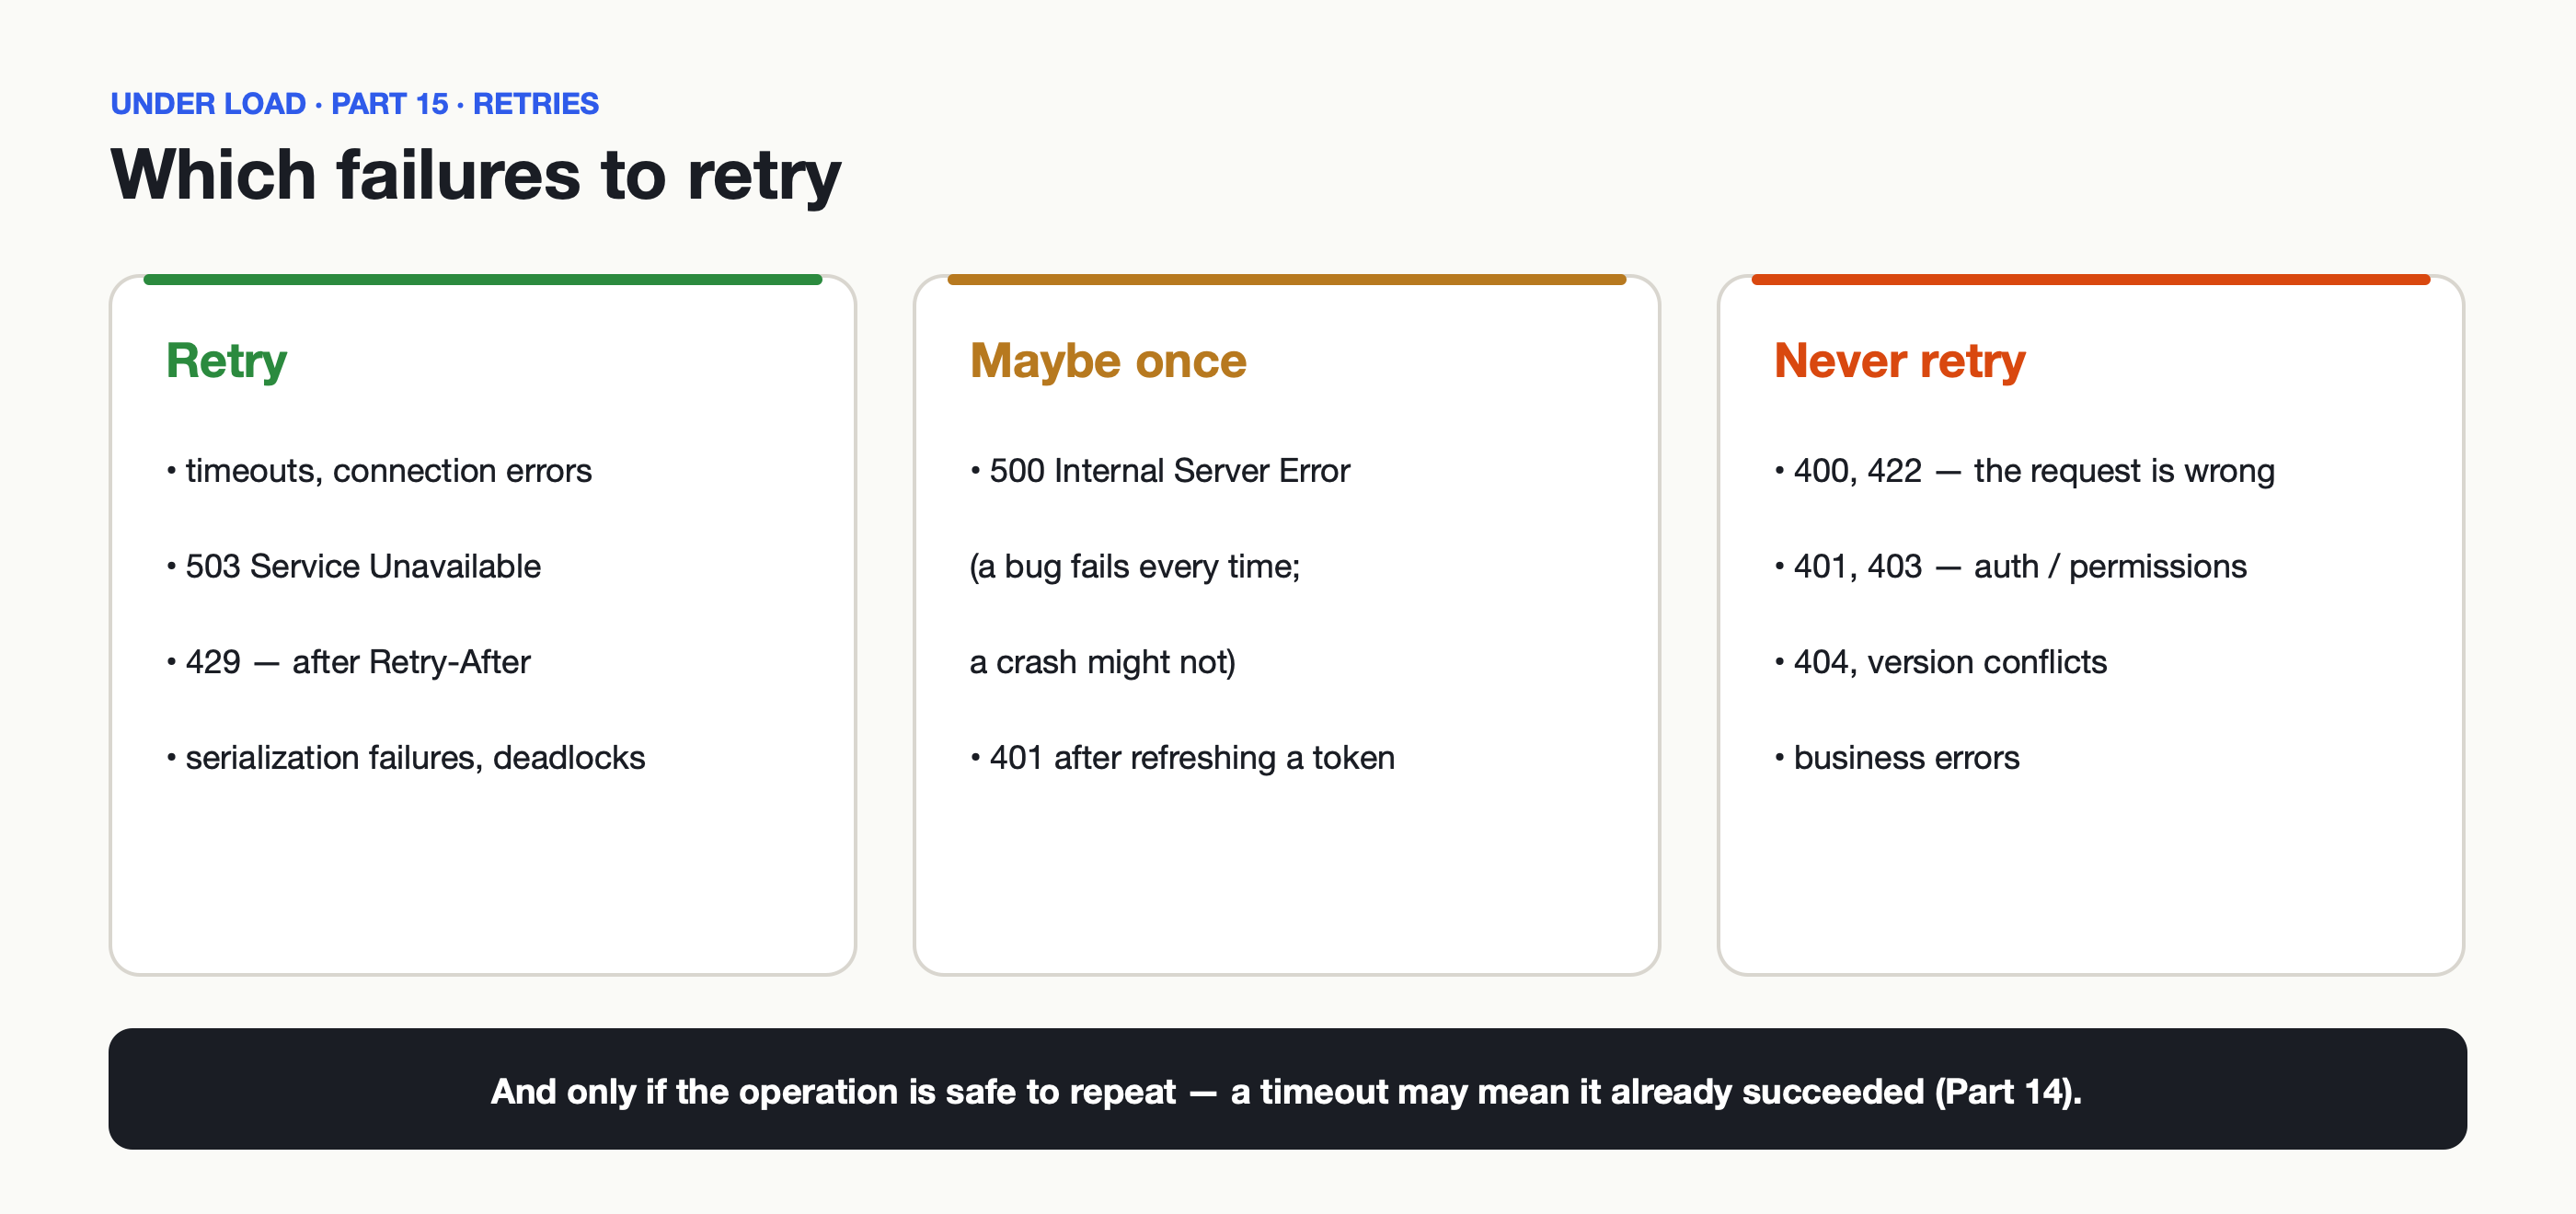 UNDER LOAD · PART 15 · RETRIES
Which failures to retry
Retry
• timeouts, connection errors
• 503 Service Unavailable
• 429 — after Retry-After
• serialization failures, deadlocks
Maybe once
• 500 Internal Server Error
(a bug fails every time;
a crash might not)
• 401 after refreshing a token
Never retry
• 400, 422 — the request is wrong
• 401, 403 — auth / permissions
• 404, version conflicts
• business errors
And only if the operation is safe to repeat — a timeout may mean it already succeeded (Part 14).